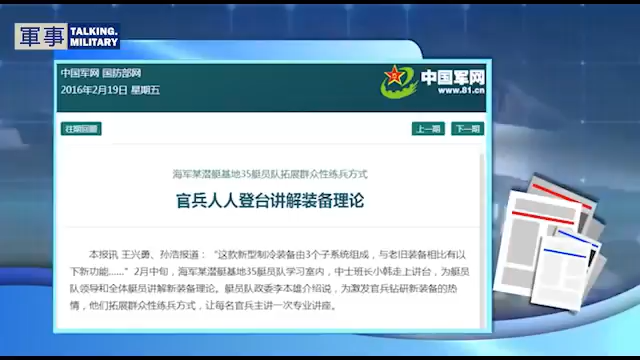 軍事 TALKING.
MILITARY
中国军网 国防部网
2016年2月19日 星期五
中国军网
www.81.cn
往期回顾
上一期 下一期
海军某潜艇基地35艇员队拓展群众性练兵方式
官兵人人登台讲解装备理论
本报讯 王兴勇、孙浩报道：“这款新型制冷装备由3个子系统组成，与老旧装备相比有以
下新功能……”2月中旬，海军某潜艇基地35艇员队学习室内，中士班长小韩走上讲台，为艇员
队领导和全体艇员讲解新装备理论。艇员队政委李本雄介绍说，为激发官兵钻研新装备的热
情，他们拓展群众性练兵方式，让每名官兵主讲一次专业讲座。